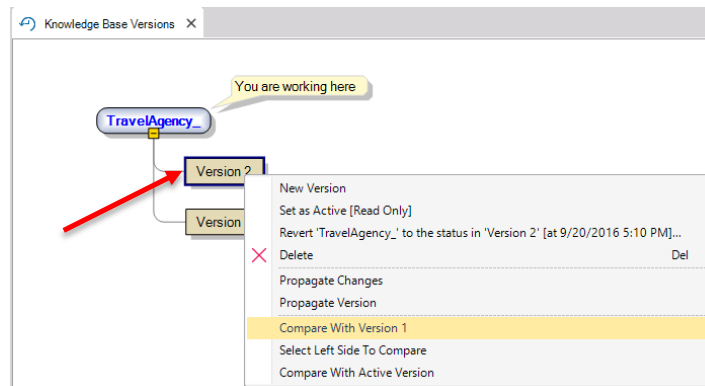 Knowledge Base Versions
You are working here
TravelAgency_
Version 2
Version
New Version
Set as Active [Read Only]
Revert 'TravelAgency_' to the status in 'Version 2' [at 9/20/2016 5:10 PM]...
Delete Del
Propagate Changes
Propagate Version
Compare With Version 1
Select Left Side To Compare
Compare With Active Version